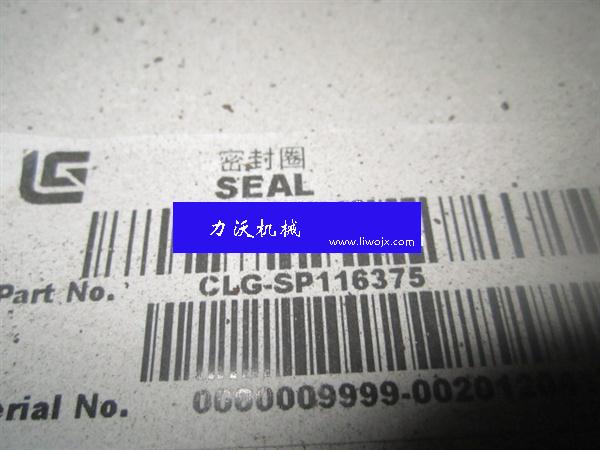 LG
密封圈
SEAL
力沃机械
www.liwojx.com
Part No.
CLG-SP116375
erial No.
0000009999-0020120